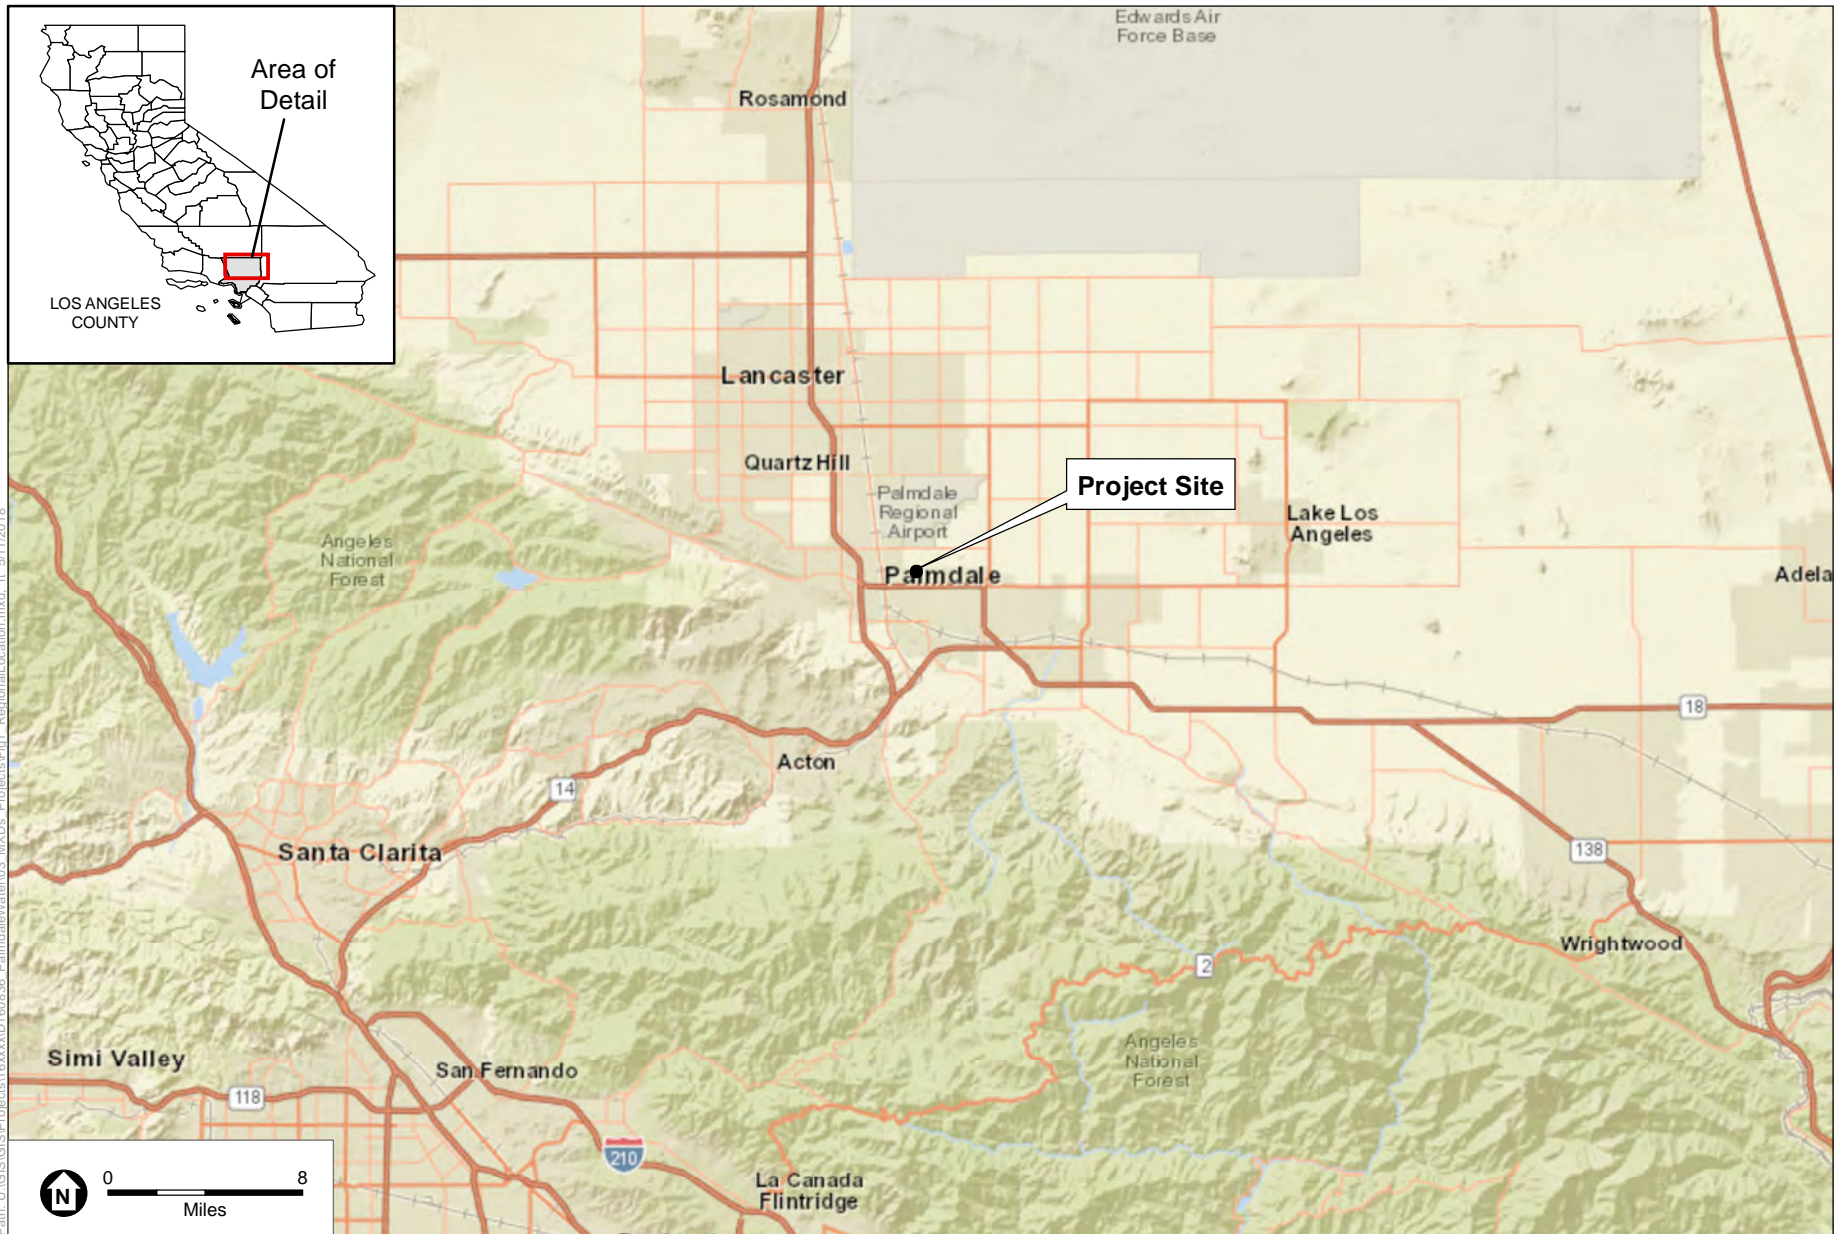 Area of
Detail
LOS ANGELES
COUNTY
Edwards Air
Force Base
Rosamond
Lancaster
Quartz Hill
Palmdale
Regional
Airport
Project Site
Lake Los
Angeles
Angeles
National
Forest
Palmdale
Adela
18
Acton
14
Santa Clarita
138
Wrightwood
2
Angeles
National
Forest
Simi Valley
San Fernando
118
210
La Canada
Flintridge
N
0
8
Miles